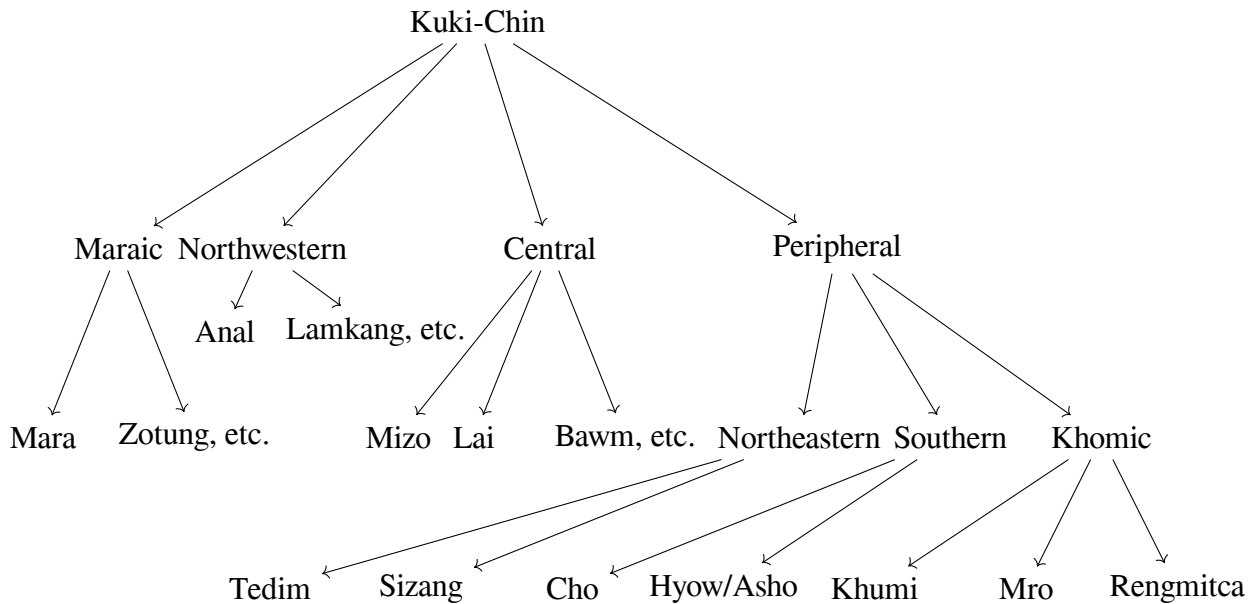 Kuki-Chin
Maraic Northwestern Central Peripheral
Anal Lamkang, etc.
Mara Zotung, etc. Mizo Lai Bawm, etc. Northeastern Southern Khomic
Tedim Sizang Cho Hyow/Asho Khumi Mro Rengmitca